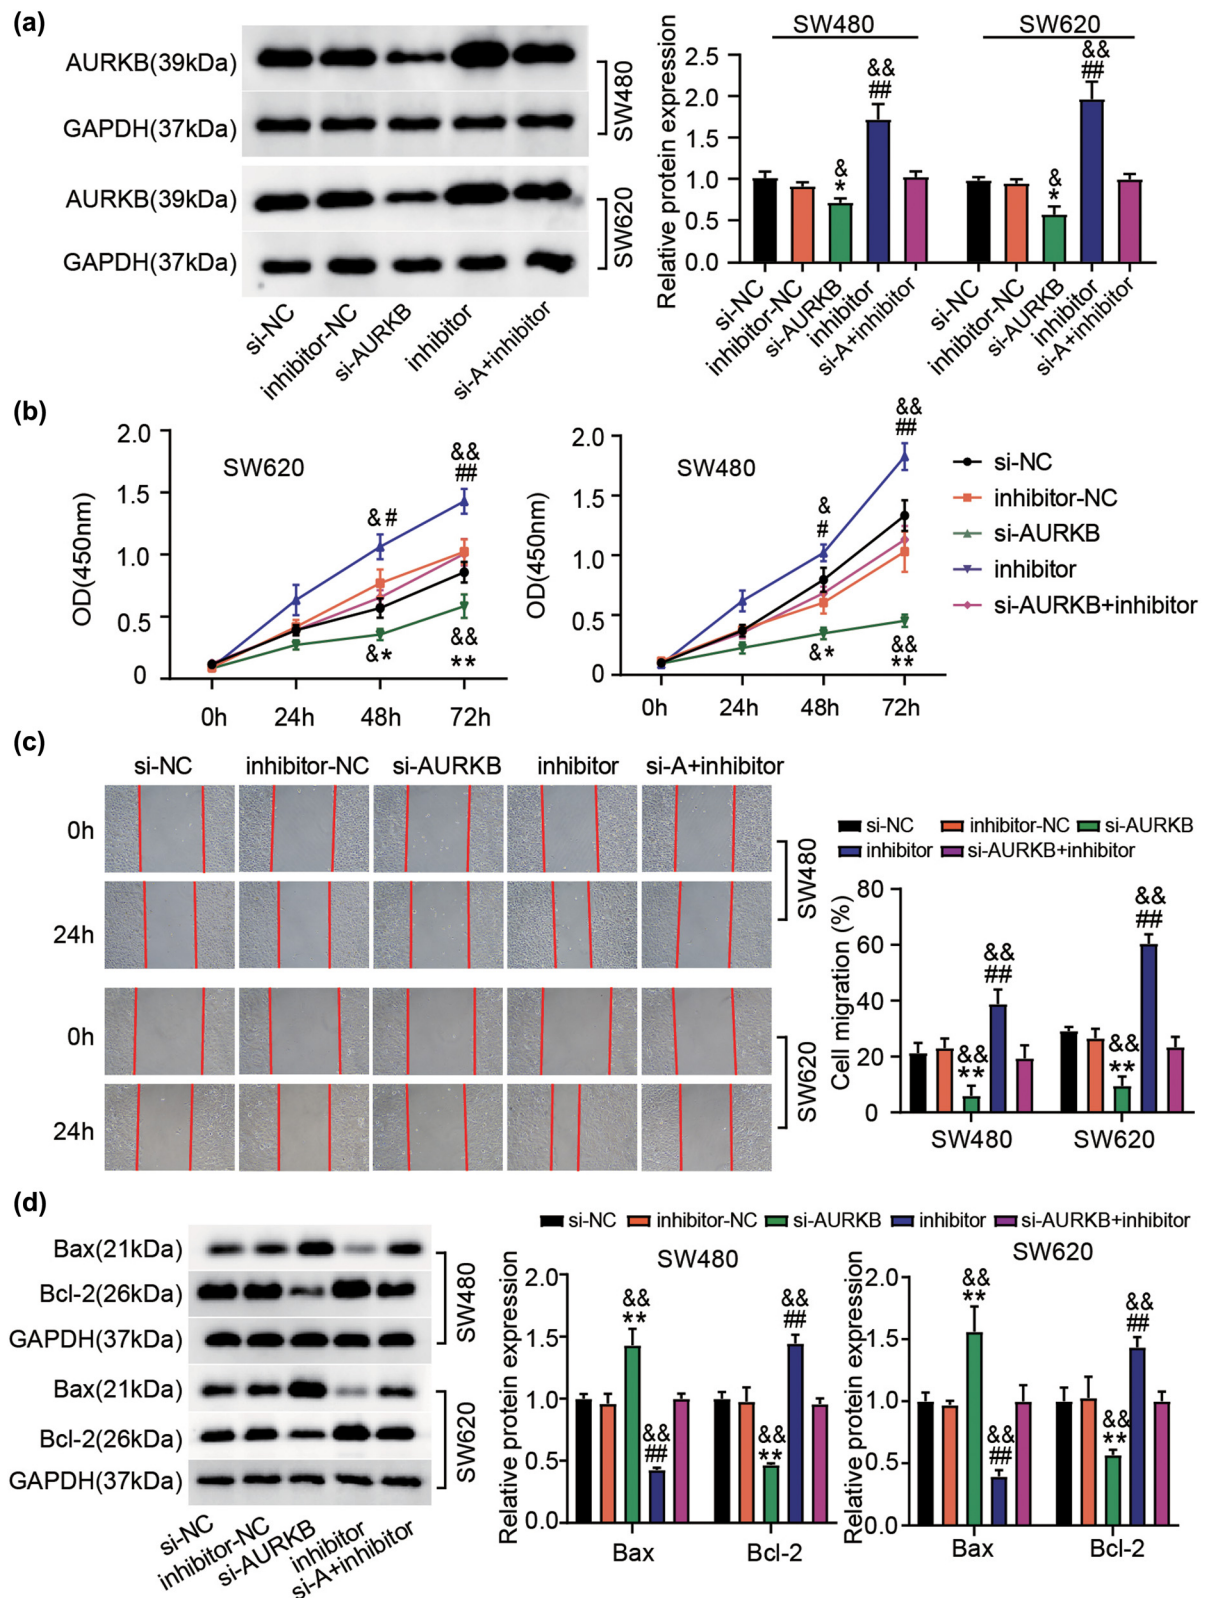 (a)
AURKB(39kDa)
GAPDH(37kDa)
SW480
AURKB(39kDa)
GAPDH(37kDa)
SW620
si-NC
inhibitor-NC
si-AURKB
inhibitor
si-A+inhibitor
Relative protein expression
SW480
SW620
2.5
2.0
1.5
1.0
0.5
0.0
&
*
&&
##
&
*
&&
##
si-NC
inhibitor-NC
si-AURKB
inhibitor
si-A+inhibitor
si-NC
inhibitor-NC
si-AURKB
inhibitor
si-A+inhibitor
(b)
OD(450nm)
SW620
2.0
1.5
1.0
0.5
0
&#
&&
##
&*
&&
**
0h
24h
48h
72h
OD(450nm)
SW480
2.0
1.5
1.0
0.5
0
&
#
&&
##
&*
&&
**
0h
24h
48h
72h
si-NC
inhibitor-NC
si-AURKB
inhibitor
si-AURKB+inhibitor
(c)
si-NC
inhibitor-NC
si-AURKB
inhibitor
si-A+inhibitor
0h
24h
SW480
0h
24h
SW620
si-NC
inhibitor-NC
si-AURKB
inhibitor
si-AURKB+inhibitor
Cell migration (%)
80
60
40
20
0
&&
**
&&
##
&&
**
&&
##
SW480
SW620
(d)
Bax(21kDa)
Bcl-2(26kDa)
GAPDH(37kDa)
SW480
Bax(21kDa)
Bcl-2(26kDa)
GAPDH(37kDa)
SW620
si-NC
inhibitor-NC
si-AURKB
inhibitor
si-A+inhibitor
si-NC
inhibitor-NC
si-AURKB
inhibitor
si-AURKB+inhibitor
Relative protein expression
SW480
2.0
1.5
1.0
0.5
0.0
&&
**
&&
##
&&
**
&&
##
Bax
Bcl-2
Relative protein expression
SW620
2.0
1.5
1.0
0.5
0.0
&&
**
&&
##
&&
**
&&
##
Bax
Bcl-2